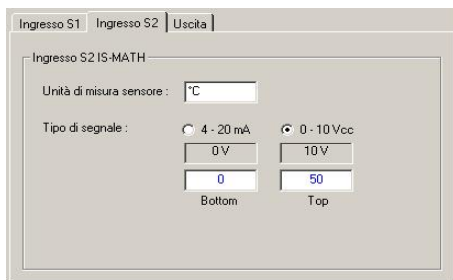 Ingresso S1 Ingresso S2 Uscita
Ingresso S2 IS-MATH
Unità di misura sensore : °C
Tipo di segnale : 4 - 20 mA 0 - 10 Vcc
0 V 10 V
0 50
Bottom Top